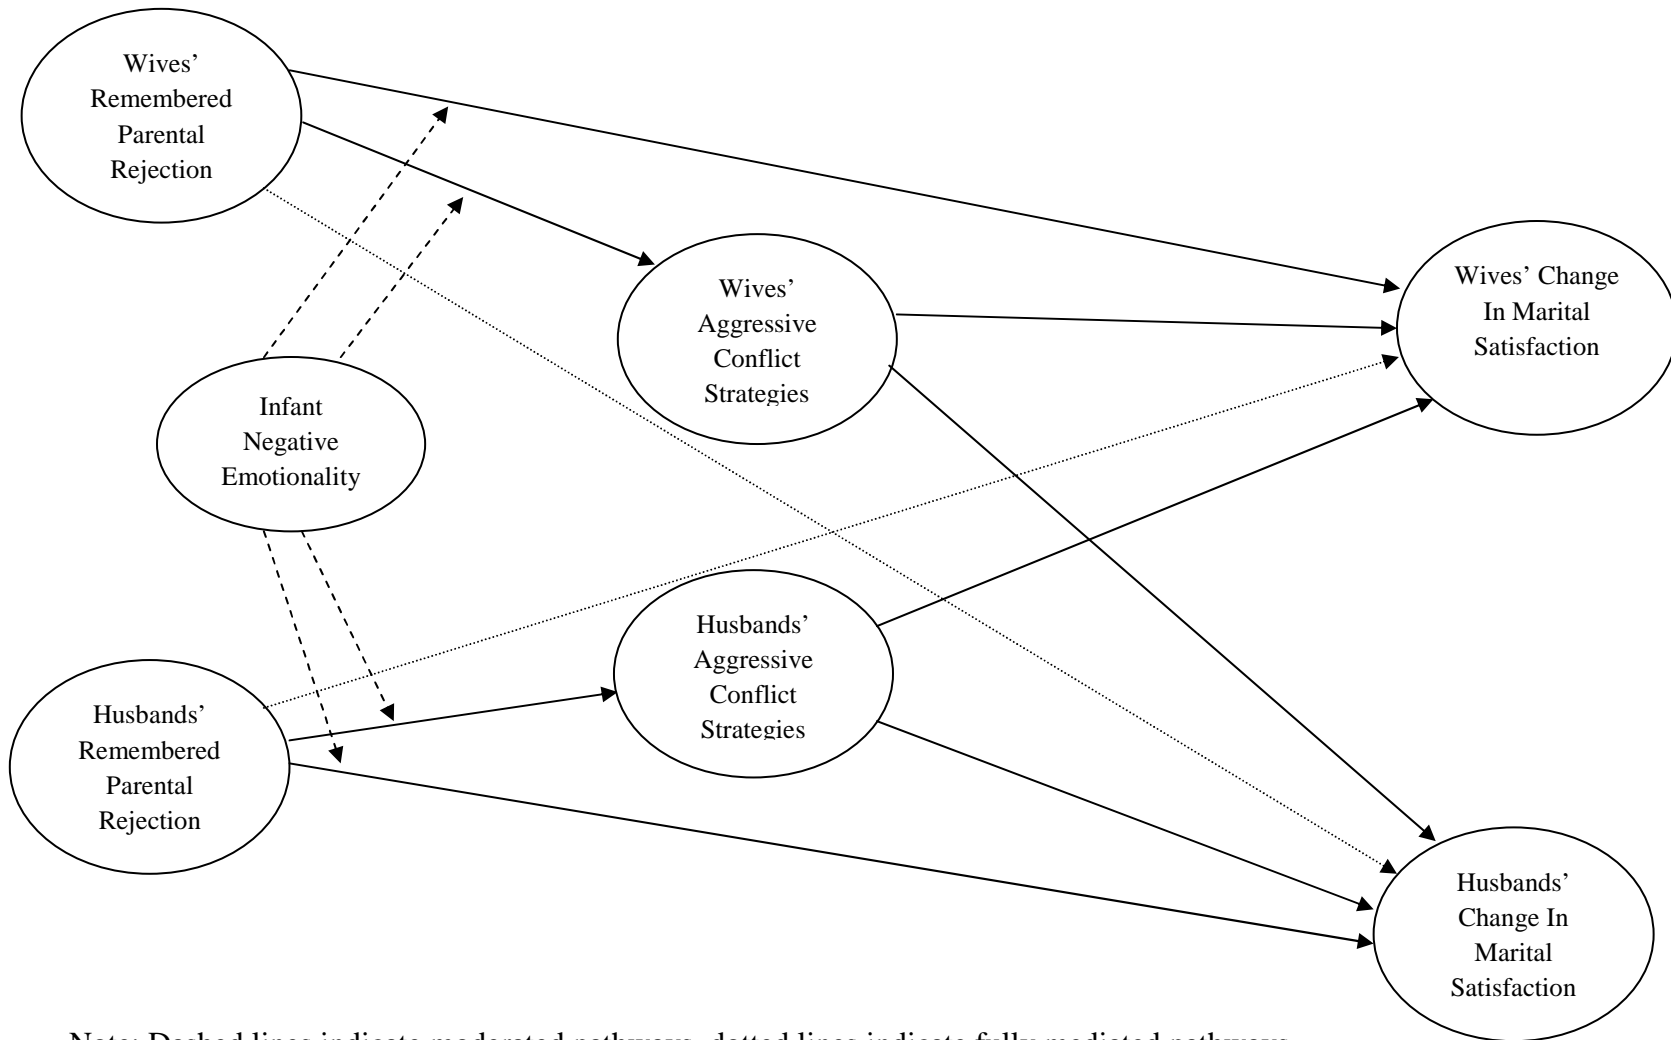 Wives’
Remembered
Parental
Rejection
Wives’
Aggressive
Conflict
Strategies
Wives’ Change
In Marital
Satisfaction
Infant
Negative
Emotionality
Husbands’
Aggressive
Conflict
Strategies
Husbands’
Remembered
Parental
Rejection
Husbands’
Change In
Marital
Satisfaction
Note: Dashed lines indicate moderated pathways, dotted lines indicate fully mediated pathways